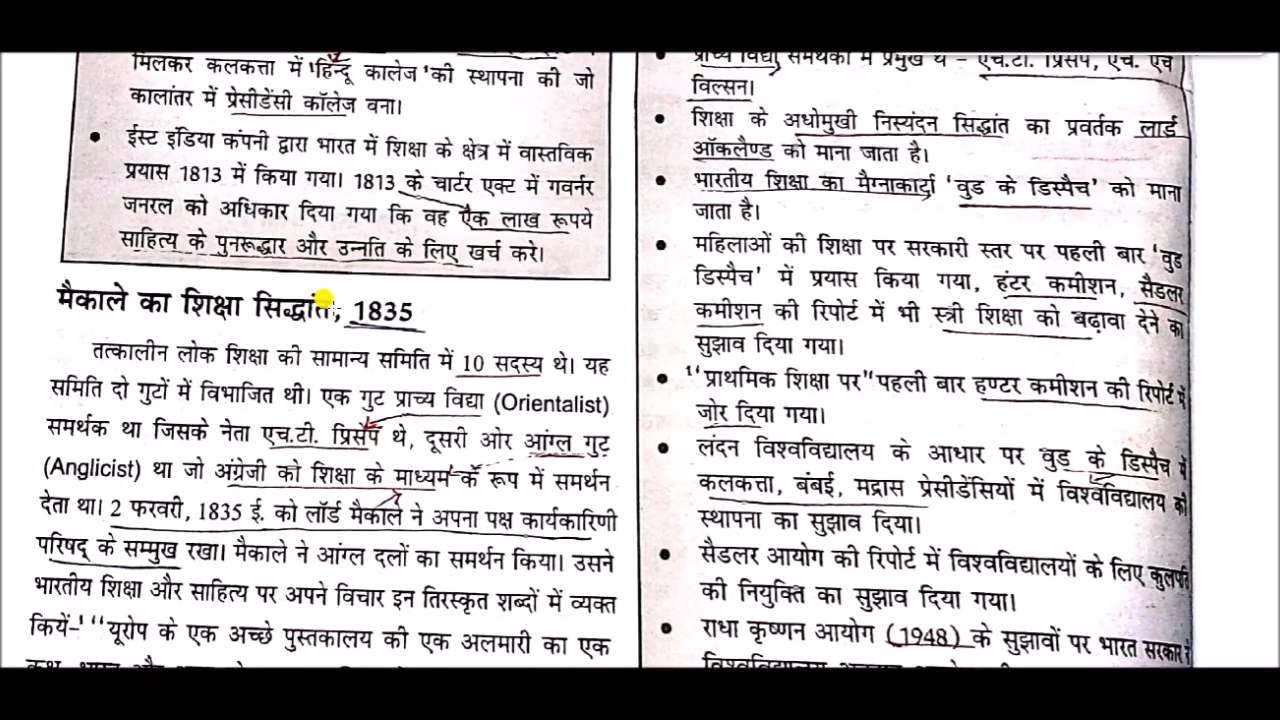 मिलकर कलकत्ता में 'हिन्दू कालेज' की स्थापना की जो
कालांतर में प्रेसीडेंसी कॉलेज बना।
• ईस्ट इंडिया कंपनी द्वारा भारत में शिक्षा के क्षेत्र में वास्तविक
प्रयास 1813 में किया गया। 1813 के चार्टर एक्ट में गवर्नर
जनरल को अधिकार दिया गया कि वह एक लाख रूपये
साहित्य के पुनरूद्धार और उन्नति के लिए खर्च करे।
मैकाले का शिक्षा सिद्धांत, 1835
तत्कालीन लोक शिक्षा की सामान्य समिति में 10 सदस्य थे। यह
समिति दो गुटों में विभाजित थी। एक गुट प्राच्य विद्या (Orientalist)
समर्थक था जिसके नेता एच.टी. प्रिंसेप थे, दूसरी ओर आंग्ल गुट
(Anglicist) था जो अंग्रेजी को शिक्षा के माध्यम के रूप में समर्थन
देता था। 2 फरवरी, 1835 ई. को लॉर्ड मैकाले ने अपना पक्ष कार्यकारिणी
परिषद् के सम्मुख रखा। मैकाले ने आंग्ल दलों का समर्थन किया। उसने
भारतीय शिक्षा और साहित्य पर अपने विचार इन तिरस्कृत शब्दों में व्यक्त
किये- "यूरोप के एक अच्छे पुस्तकालय की एक अलमारी का एक
प्राच्य विद्या समर्थकों में प्रमुख थे – एच.टी. प्रिंसेप, एच. एच
विल्सन।
• शिक्षा के अधोमुखी निस्यंदन सिद्धांत का प्रवर्तक लार्ड
ऑकलैण्ड को माना जाता है।
• भारतीय शिक्षा का मैग्नाकार्टा 'वुड के डिस्पैच' को माना
जाता है।
• महिलाओं की शिक्षा पर सरकारी स्तर पर पहली बार 'वुड
डिस्पैच' में प्रयास किया गया, हंटर कमीशन, सैडलर
कमीशन की रिपोर्ट में भी स्त्री शिक्षा को बढ़ावा देने का
सुझाव दिया गया।
• "प्राथमिक शिक्षा पर" पहली बार हण्टर कमीशन की रिपोर्ट में
जोर दिया गया।
• लंदन विश्वविद्यालय के आधार पर वुड के डिस्पैच में
कलकत्ता, बंबई, मद्रास प्रेसीडेंसियों में विश्वविद्यालय की
स्थापना का सुझाव दिया।
• सैडलर आयोग की रिपोर्ट में विश्वविद्यालयों के लिए कुलपति
की नियुक्ति का सुझाव दिया गया।
• राधा कृष्णन आयोग (1948) के सुझावों पर भारत सरकार ने